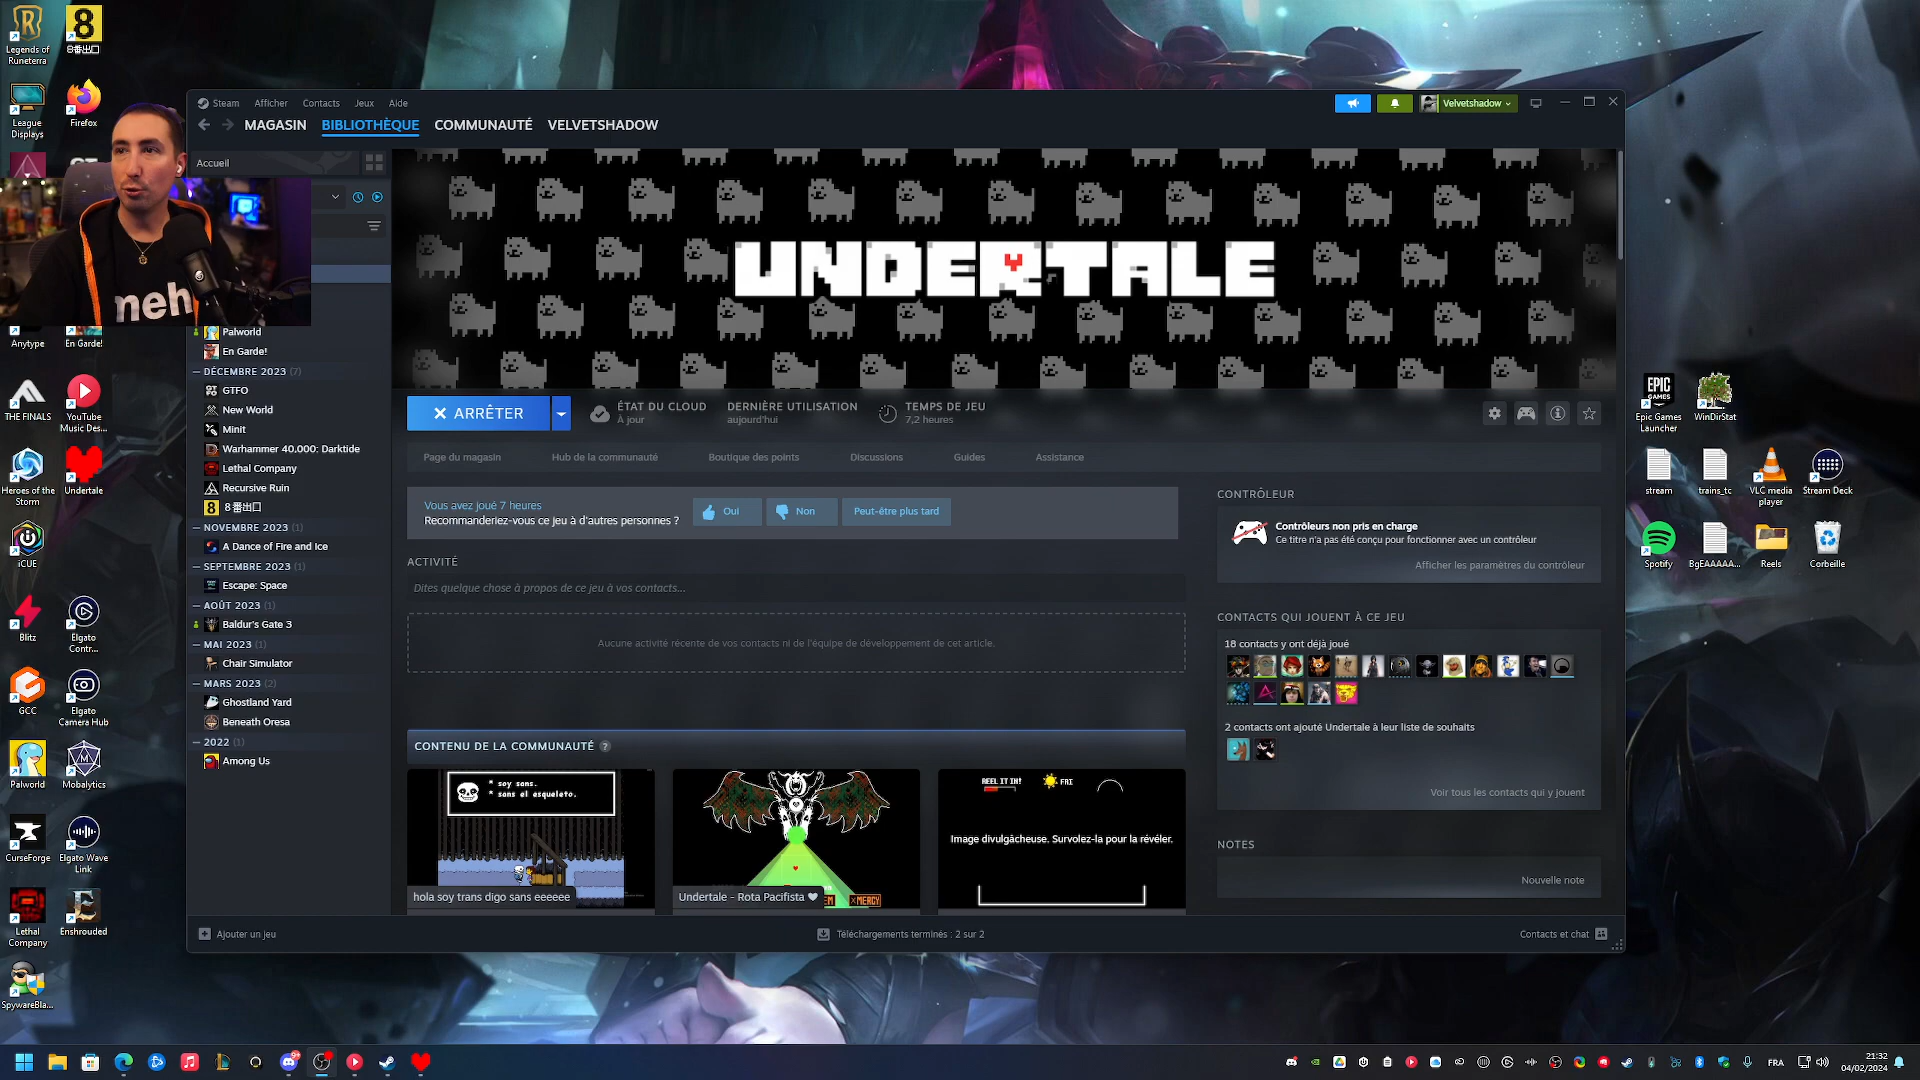 Legends of
Runeterra
8番出口
League
Displays
Firefox
Steam
Afficher
Contacts
Jeux
Aide
Velvetshadow
MAGASIN
BIBLIOTHÈQUE
COMMUNAUTÉ
VELVETSHADOW
Accueil
meh.
UNDERTALE
Anytype
En Garde!
THE FINALS
YouTube
Music Des...
Heroes of the
Storm
Undertale
iCUE
Blitz
Elgato
Contr...
GCC
Elgato
Camera Hub
Palworld
Mobalytics
CurseForge
Elgato Wave
Link
Lethal
Company
Enshrouded
SpywareBla...
Palworld
En Garde!
— DÉCEMBRE 2023 (7)
GTFO
New World
Minit
Warhammer 40,000: Darktide
Lethal Company
Recursive Ruin
8番出口
— NOVEMBRE 2023 (1)
A Dance of Fire and Ice
— SEPTEMBRE 2023 (1)
Escape: Space
— AOÛT 2023 (1)
Baldur's Gate 3
— MAI 2023 (1)
Chair Simulator
— MARS 2023 (2)
Ghostland Yard
Beneath Oresa
— 2022 (1)
Among Us
ARRÊTER
ÉTAT DU CLOUD
À jour
DERNIÈRE UTILISATION
aujourd'hui
TEMPS DE JEU
7,2 heures
Page du magasin
Hub de la communauté
Boutique des points
Discussions
Guides
Assistance
Vous avez joué 7 heures
Recommanderiez-vous ce jeu à d'autres personnes ?
Oui
Non
Peut-être plus tard
ACTIVITÉ
Dites quelque chose à propos de ce jeu à vos contacts...
Aucune activité récente de vos contacts ni de l'équipe de développement de cet article.
CONTENU DE LA COMMUNAUTÉ ?
* soy sans.
* sans el esqueleto.
hola soy trans digo sans eeeeee
Undertale - Rota Pacifista
MERCY
REEL IT IN!
FRI
Image divulgâcheuse. Survolez-la pour la révéler.
CONTRÔLEUR
Contrôleurs non pris en charge
Ce titre n'a pas été conçu pour fonctionner avec un contrôleur
Afficher les paramètres du contrôleur
CONTACTS QUI JOUENT À CE JEU
18 contacts y ont déjà joué
2 contacts ont ajouté Undertale à leur liste de souhaits
Voir tous les contacts qui y jouent
NOTES
Nouvelle note
Ajouter un jeu
Téléchargements terminés : 2 sur 2
Contacts et chat
Epic Games
Launcher
WinDirStat
stream
trains_tc
VLC media
player
Stream Deck
Spotify
BgEAAAAA...
Reels
Corbeille
FRA
21:32
04/02/2024